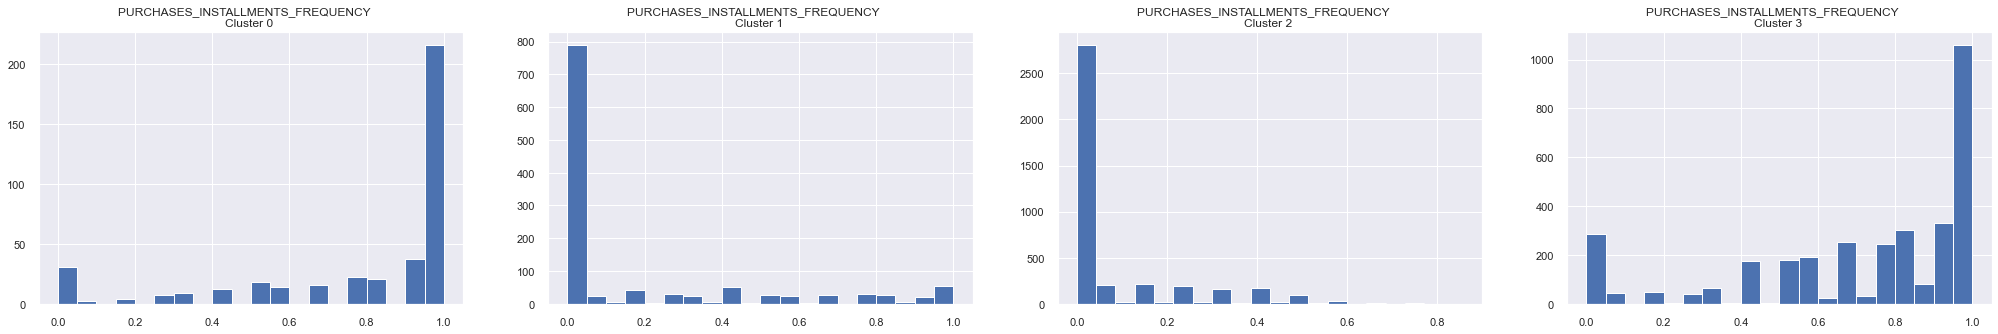 PURCHASES_INSTALLMENTS_FREQUENCY
Cluster 0
200
150
100
50
0
0.0 0.2 0.4 0.6 0.8 1.0
PURCHASES_INSTALLMENTS_FREQUENCY
Cluster 1
800
700
600
500
400
300
200
100
0
0.0 0.2 0.4 0.6 0.8 1.0
PURCHASES_INSTALLMENTS_FREQUENCY
Cluster 2
2500
2000
1500
1000
500
0
0.0 0.2 0.4 0.6 0.8
PURCHASES_INSTALLMENTS_FREQUENCY
Cluster 3
1000
800
600
400
200
0
0.0 0.2 0.4 0.6 0.8 1.0